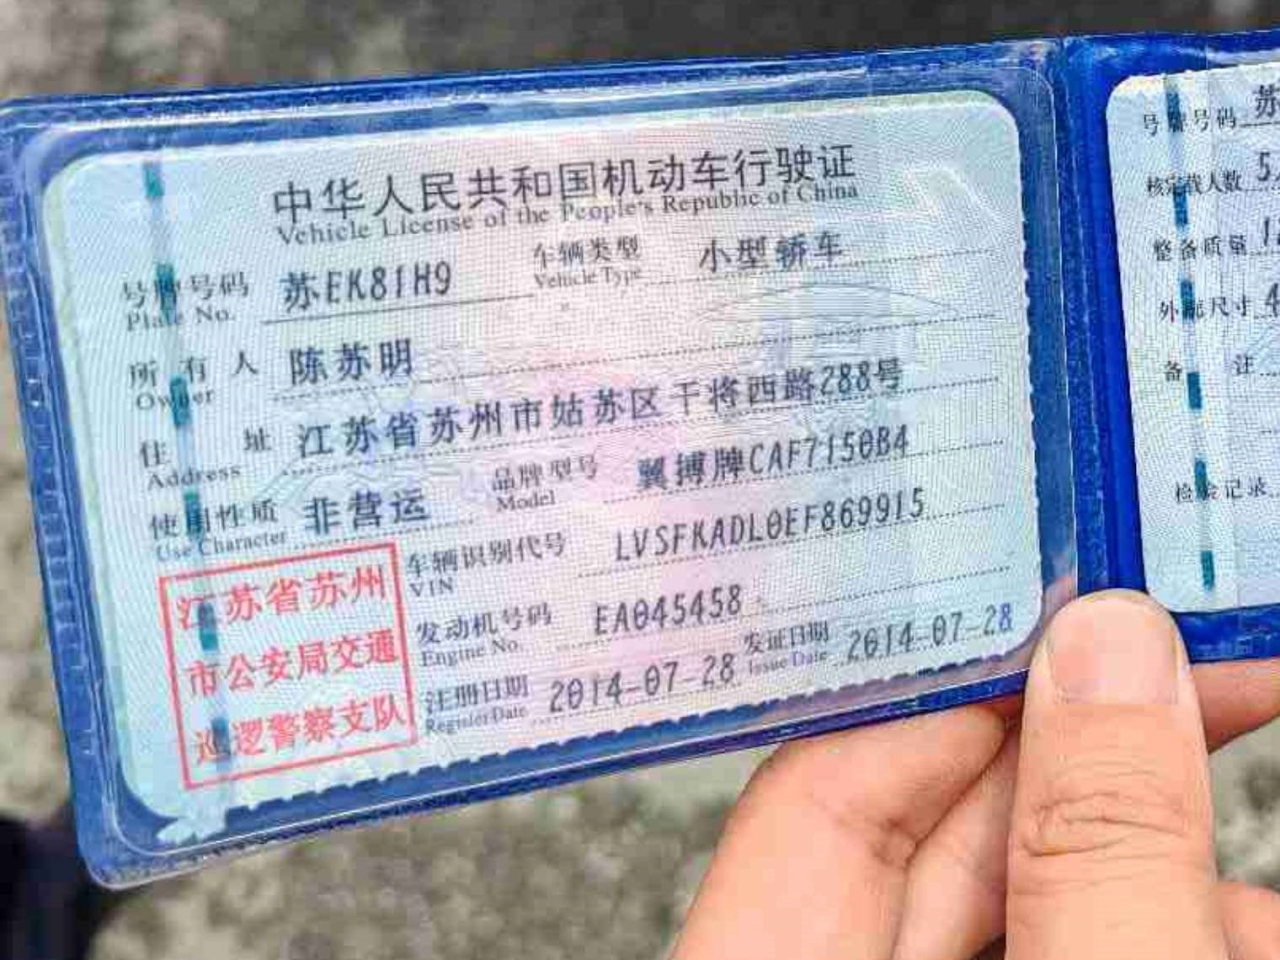 中华人民共和国机动车行驶证
Vehicle License of the People's Republic of China
号牌号码 苏EK81H9 车辆类型 小型轿车
Plate No. Vehicle Type
所有人 陈苏明
Owner
住址 江苏省苏州市姑苏区干将西路288号
Address
使用性质 非营运 品牌型号 翼搏牌CAF7150B4
Use Character Model
车辆识别代号 LVSFKADL0EF869915
VIN
发动机号码 EA045458
Engine No.
注册日期 2014-07-28 发证日期 2014-07-28
Register Date Issue Date
江苏省苏州
市公安局交通
巡逻警察支队
号牌号码 苏
核定载人数 5
整备质量
外廓尺寸 4
备注
检验记录